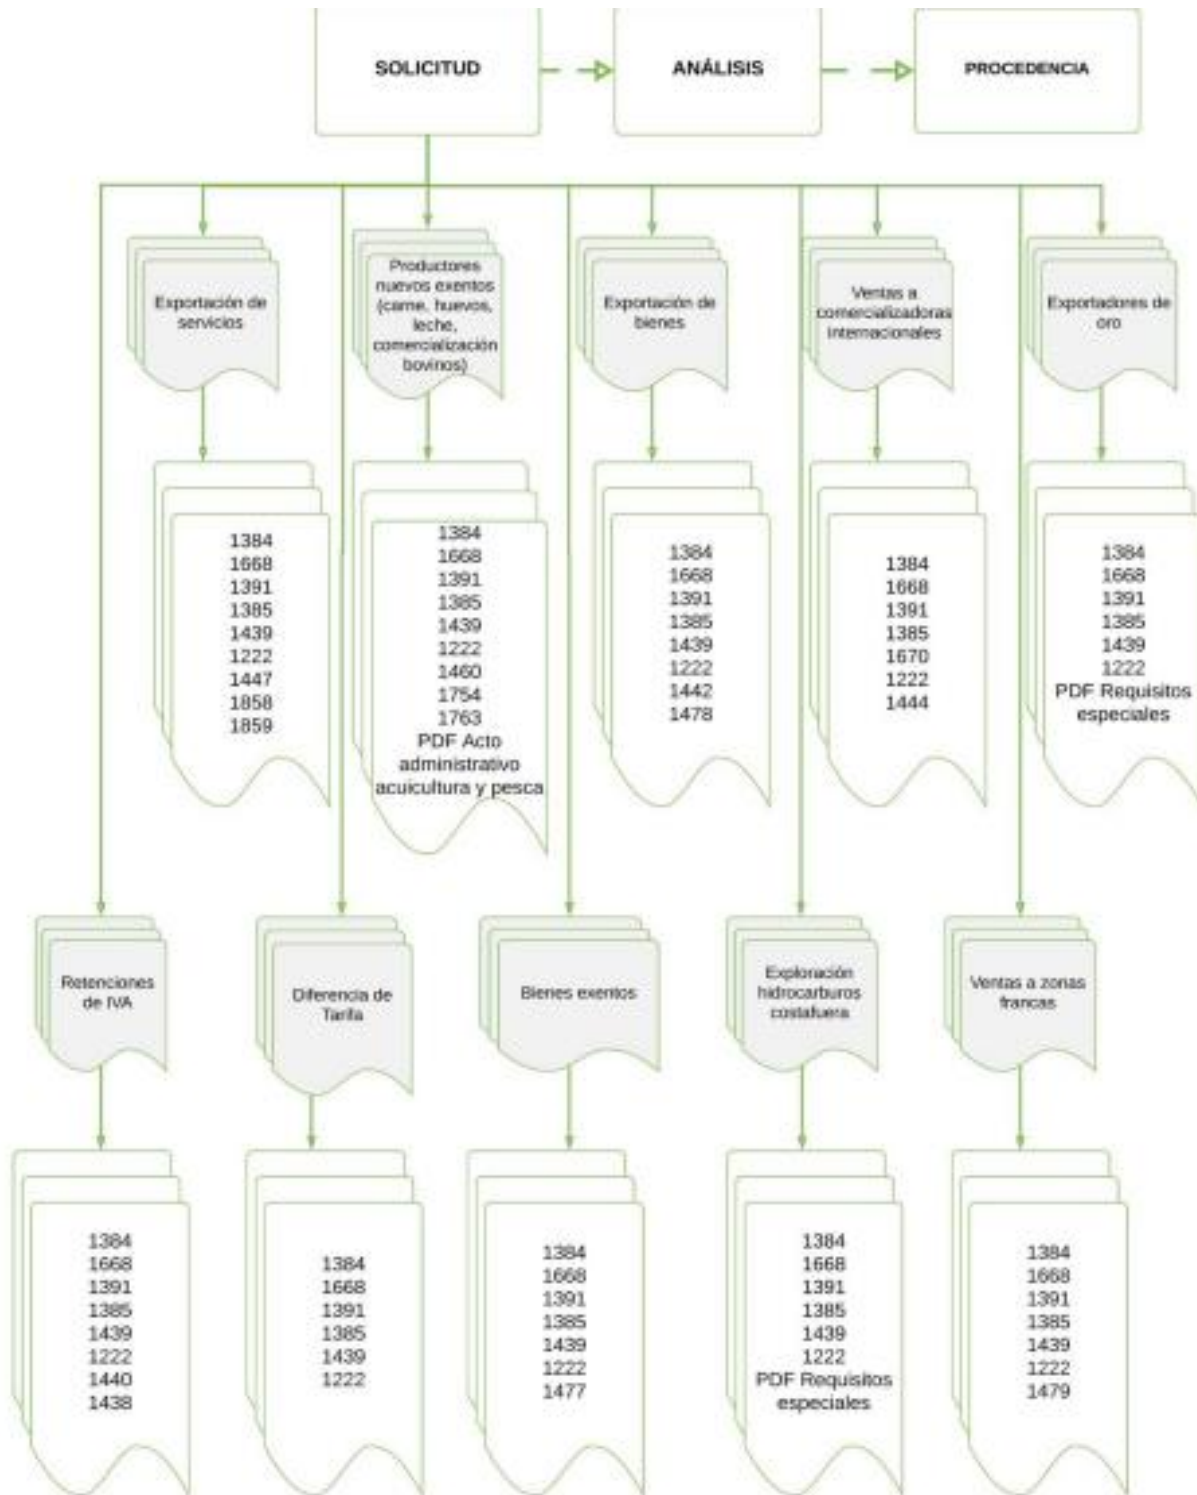 SOLICITUD
ANÁLISIS
PROCEDENCIA
Exportación de
servicios
Productores
nuevos exentos
(carne, huevos,
leche,
comercialización
bovinos)
Exportación de
bienes
Ventas a
comercializadoras
internacionales
Exportadores de
oro
1384
1668
1391
1385
1439
1222
1447
1858
1859
1384
1668
1391
1385
1439
1222
1460
1754
1763
PDF Acto
administrativo
acuicultura y pesca
1384
1668
1391
1385
1439
1222
1442
1478
1384
1668
1391
1385
1670
1222
1444
1384
1668
1391
1385
1439
1222
PDF Requisitos
especiales
Retenciones
de IVA
Diferencia de
Tarifa
Bienes exentos
Exploración
hidrocarburos
costafuera
Ventas a zonas
francas
1384
1668
1391
1385
1439
1222
1440
1438
1384
1668
1391
1385
1439
1222
1384
1668
1391
1385
1439
1222
1477
1384
1668
1391
1385
1439
1222
PDF Requisitos
especiales
1384
1668
1391
1385
1439
1222
1479